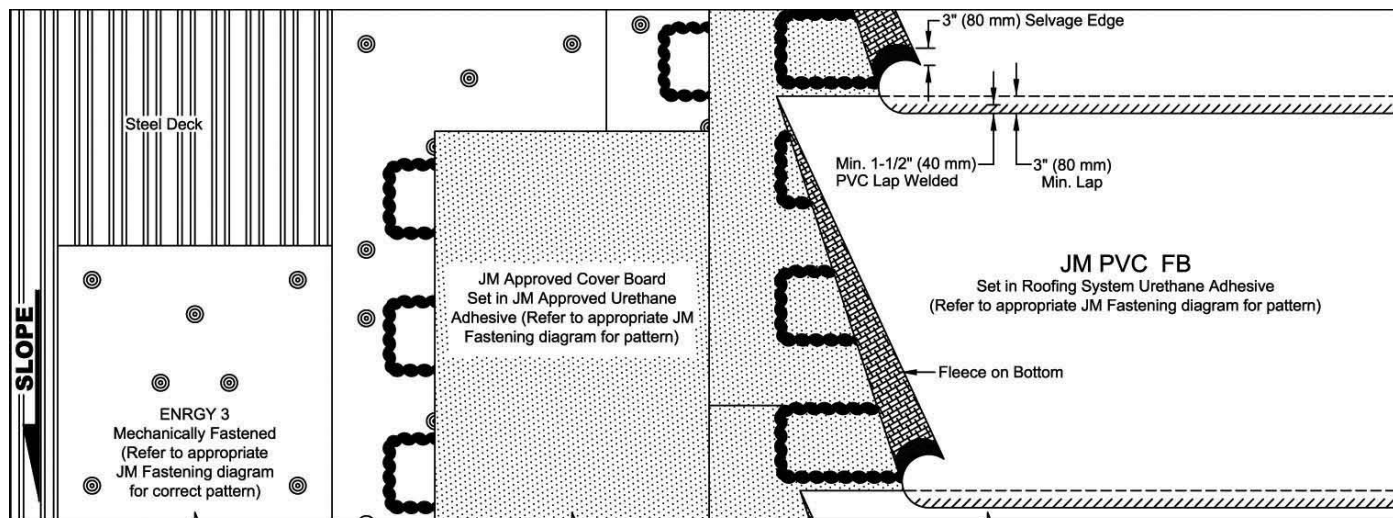 Steel Deck
SLOPE
ENRGY 3
Mechanically Fastened
(Refer to appropriate
JM Fastening diagram
for correct pattern)
JM Approved Cover Board
Set in JM Approved Urethane
Adhesive (Refer to appropriate JM
Fastening diagram for pattern)
3" (80 mm) Selvage Edge
Min. 1-1/2" (40 mm)
PVC Lap Welded
3" (80 mm)
Min. Lap
JM PVC FB
Set in Roofing System Urethane Adhesive
(Refer to appropriate JM Fastening diagram for pattern)
Fleece on Bottom